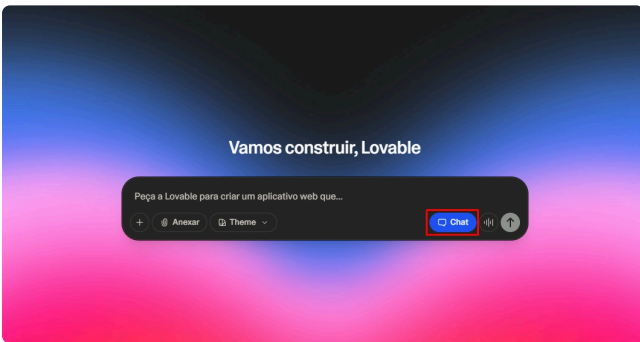 Vamos construir, Lovable
Peça a Lovable para criar um aplicativo web que...
Anexar Theme Chat